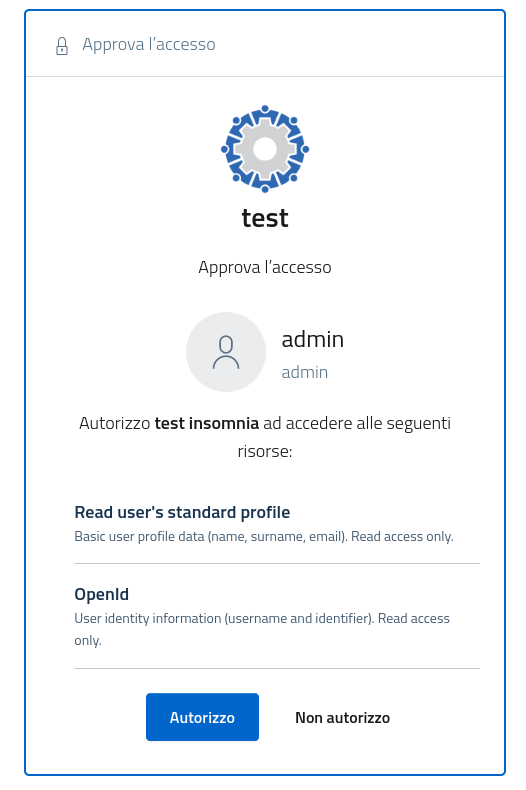 Approva l’accesso
test
Approva l’accesso
admin
admin
Autorizzo test insomnia ad accedere alle seguenti
risorse:
Read user's standard profile
Basic user profile data (name, surname, email). Read access only.
OpenId
User identity information (username and identifier). Read access
only.
Autorizzo
Non autorizzo